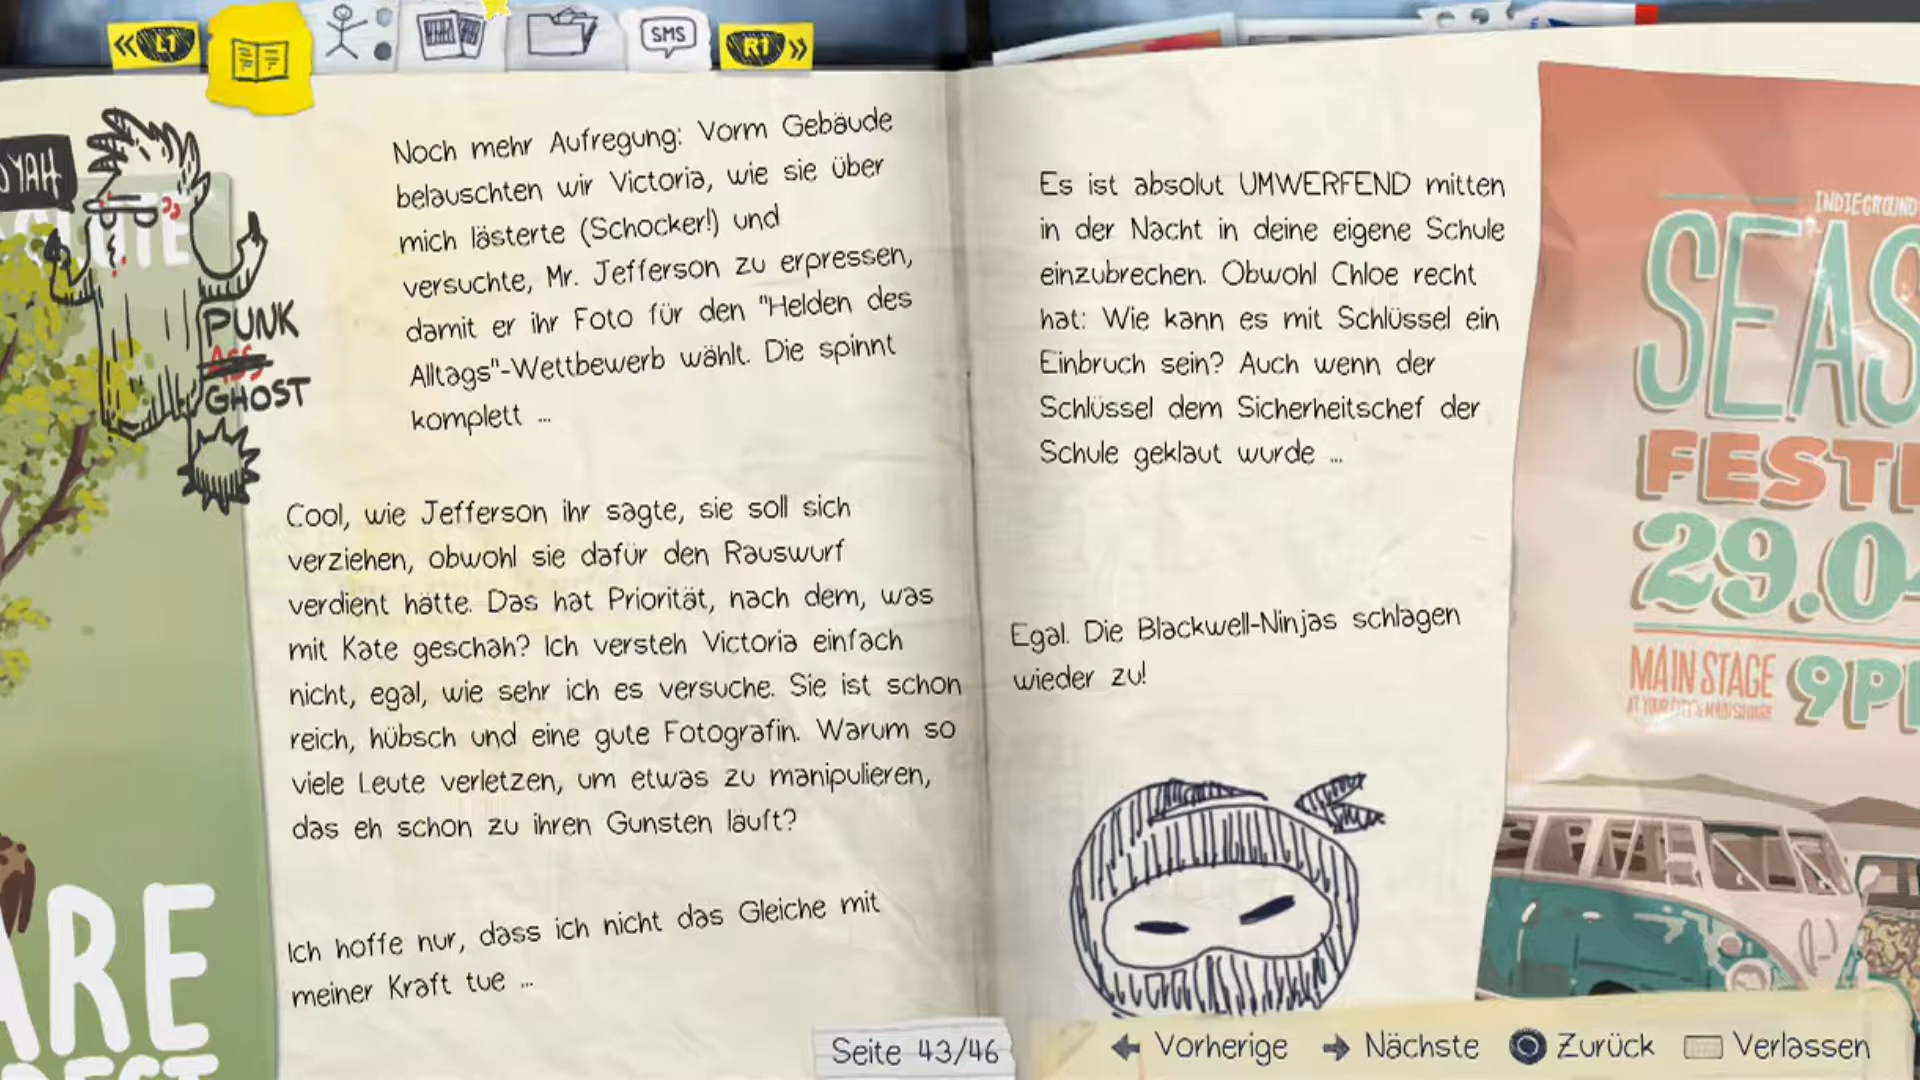 L1
SMS
R1
YAH
PUNK
ASS
GHOST
Noch mehr Aufregung: Vorm Gebäude
belauschten wir Victoria, wie sie über
mich lästerte (Schocker!) und
versuchte, Mr. Jefferson zu erpressen,
damit er ihr Foto für den "Helden des
Alltags"-Wettbewerb wählt. Die spinnt
komplett ...
Cool, wie Jefferson ihr sagte, sie soll sich
verziehen, obwohl sie dafür den Rauswurf
verdient hätte. Das hat Priorität, nach dem, was
mit Kate geschah? Ich versteh Victoria einfach
nicht, egal, wie sehr ich es versuche. Sie ist schon
reich, hübsch und eine gute Fotografin. Warum so
viele Leute verletzen, um etwas zu manipulieren,
das eh schon zu ihren Gunsten läuft?
Ich hoffe nur, dass ich nicht das Gleiche mit
meiner Kraft tue ...
ARE
Es ist absolut UMWERFEND mitten
in der Nacht in deine eigene Schule
einzubrechen. Obwohl Chloe recht
hat: Wie kann es mit Schlüssel ein
Einbruch sein? Auch wenn der
Schlüssel dem Sicherheitschef der
Schule geklaut wurde ...
Egal. Die Blackwell-Ninjas schlagen
wieder zu!
INDIEGROUND
SEAS
FESTI
29.04
MAIN STAGE
9P
Seite 43/46
Vorherige
Nächste
Zurück
Verlassen